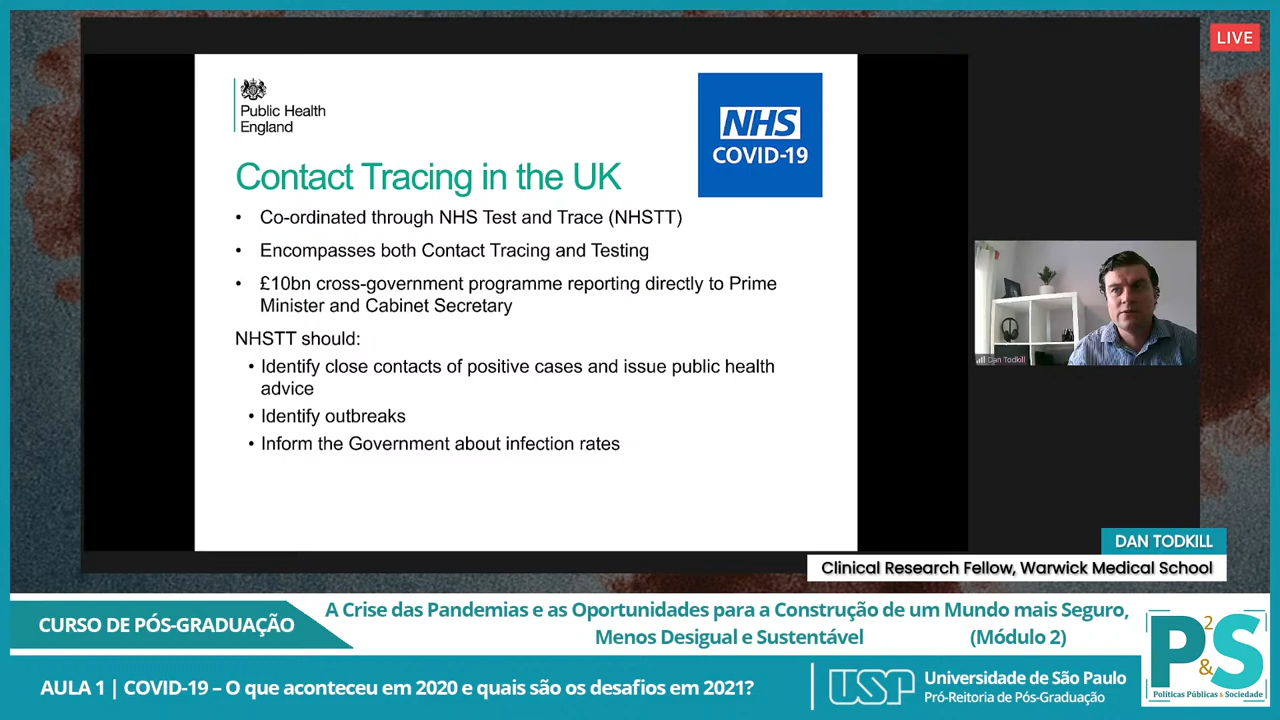 LIVE
Public Health
England
NHS
COVID-19
Contact Tracing in the UK
• Co-ordinated through NHS Test and Trace (NHSTT)
• Encompasses both Contact Tracing and Testing
• £10bn cross-government programme reporting directly to Prime
Minister and Cabinet Secretary
NHSTT should:
• Identify close contacts of positive cases and issue public health
advice
• Identify outbreaks
• Inform the Government about infection rates
Dan Todkill
DAN TODKILL
Clinical Research Fellow, Warwick Medical School
CURSO DE PÓS-GRADUAÇÃO
A Crise das Pandemias e as Oportunidades para a Construção de um Mundo mais Seguro,
Menos Desigual e Sustentável (Módulo 2)
P2&S
Políticas Públicas & Sociedade
AULA 1 | COVID-19 – O que aconteceu em 2020 e quais são os desafios em 2021?
USP
Universidade de São Paulo
Pró-Reitoria de Pós-Graduação